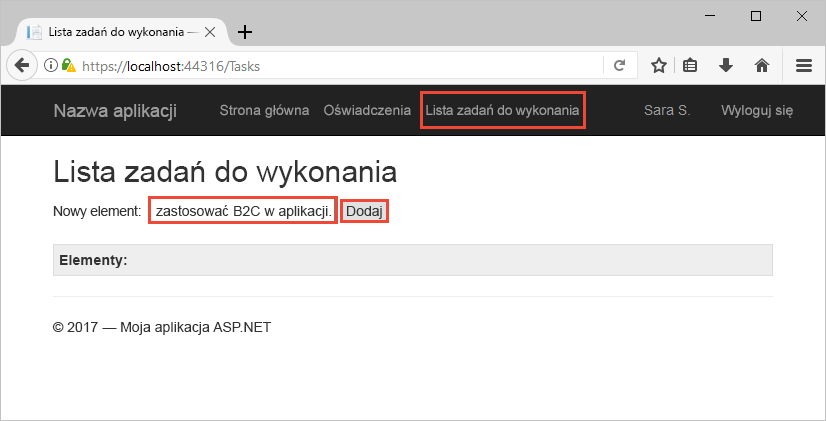 Lista zadań do wykonania —
https://localhost:44316/Tasks
Nazwa aplikacji Strona główna Oświadczenia Lista zadań do wykonania Sara S. Wyloguj się
Lista zadań do wykonania
Nowy element: zastosować B2C w aplikacji. Dodaj
Elementy:
© 2017 — Moja aplikacja ASP.NET